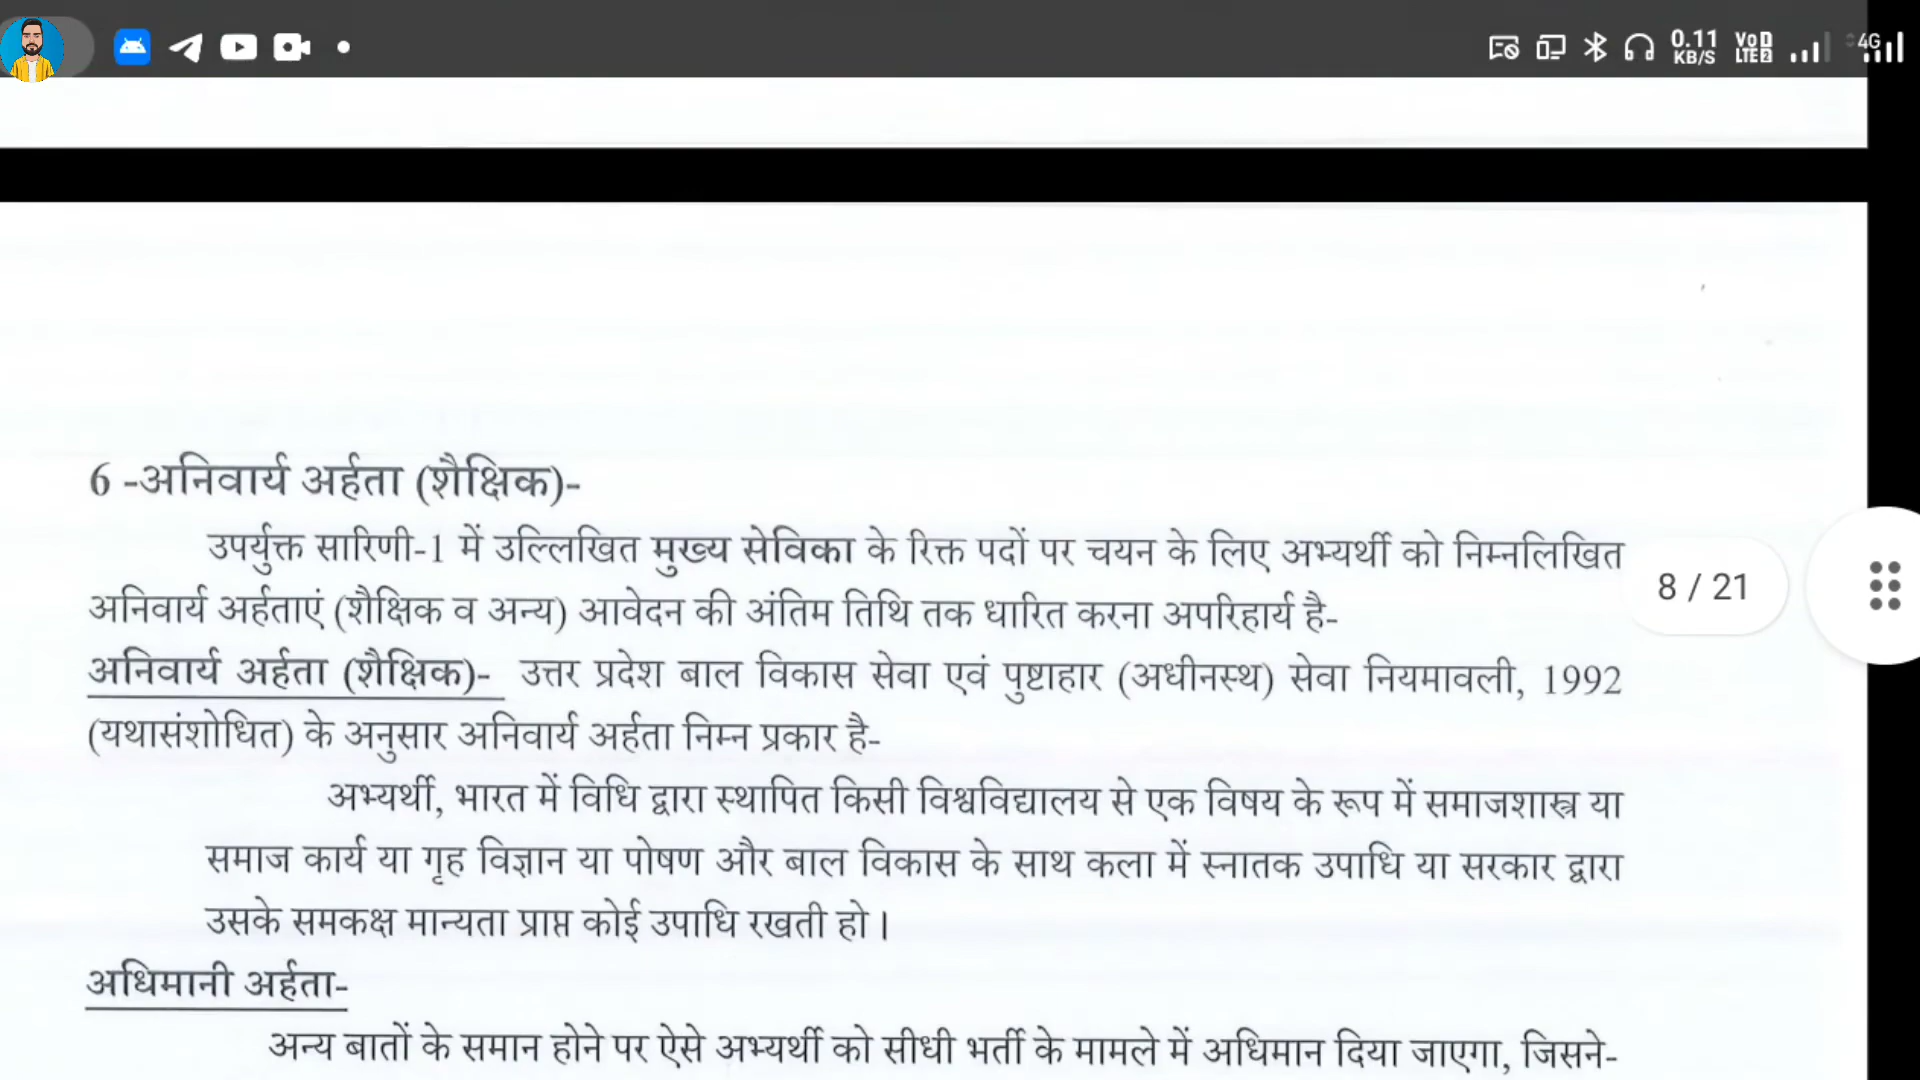 0.11
KB/S
VoD
LTE2
4G
6 -अनिवार्य अर्हता (शैक्षिक)-
उपर्युक्त सारिणी-1 में उल्लिखित मुख्य सेविका के रिक्त पदों पर चयन के लिए अभ्यर्थी को निम्नलिखित
अनिवार्य अर्हताएं (शैक्षिक व अन्य) आवेदन की अंतिम तिथि तक धारित करना अपरिहार्य है-
8 / 21
अनिवार्य अर्हता (शैक्षिक)- उत्तर प्रदेश बाल विकास सेवा एवं पुष्टाहार (अधीनस्थ) सेवा नियमावली, 1992
(यथासंशोधित) के अनुसार अनिवार्य अर्हता निम्न प्रकार है-
अभ्यर्थी, भारत में विधि द्वारा स्थापित किसी विश्वविद्यालय से एक विषय के रूप में समाजशास्त्र या
समाज कार्य या गृह विज्ञान या पोषण और बाल विकास के साथ कला में स्नातक उपाधि या सरकार द्वारा
उसके समकक्ष मान्यता प्राप्त कोई उपाधि रखती हो।
अधिमानी अर्हता-
अन्य बातों के समान होने पर ऐसे अभ्यर्थी को सीधी भर्ती के मामले में अधिमान दिया जाएगा, जिसने-